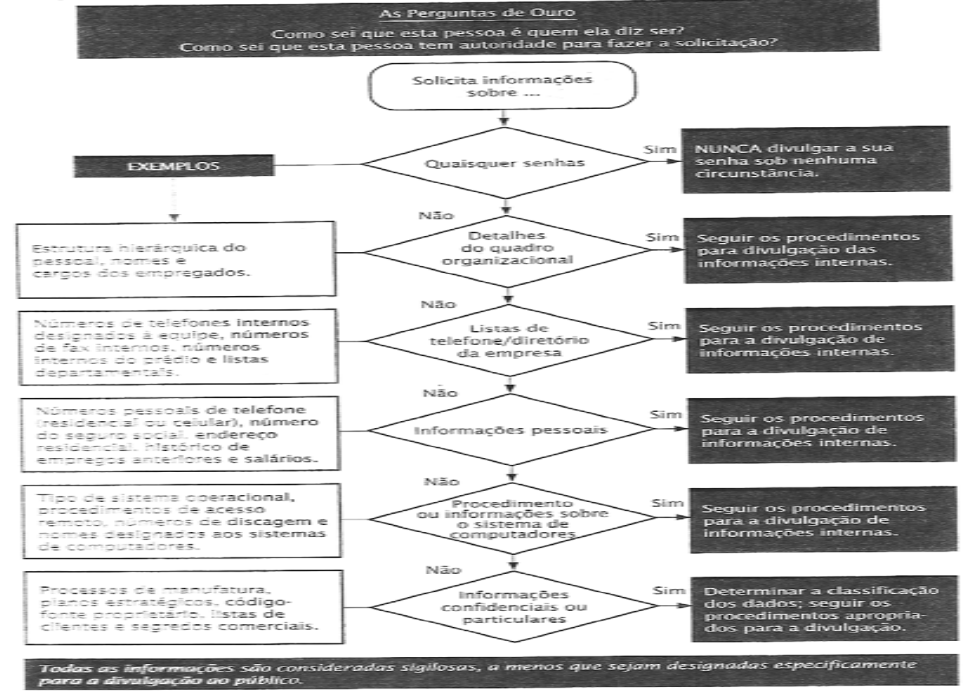 As Perguntas de Ouro
Como sei que esta pessoa é quem ela diz ser?
Como sei que esta pessoa tem autoridade para fazer a solicitação?
Solicita informações
sobre ...
EXEMPLOS
Quaisquer senhas
Sim
NUNCA divulgar a sua
senha sob nenhuma
circunstância.
Não
Estrutura hierárquica do
pessoal, nomes e
cargos dos empregados.
Detalhes
do quadro
organizacional
Sim
Seguir os procedimentos
para divulgação das
informações internas.
Não
Números de telefones internos
designados à equipe, números
de fax internos, números
internos do prédio e listas
departamentais.
Listas de
telefone/diretório
da empresa
Sim
Seguir os procedimentos
para a divulgação de
informações internas.
Não
Números pessoais de telefone
(residencial ou celular), número
do seguro social, endereço
residencial, histórico de
empregos anteriores e salários.
Informações pessoais
Sim
Seguir os procedimentos
para a divulgação de
informações internas.
Não
Tipo de sistema operacional,
procedimentos de acesso
remoto, números de discagem e
nomes designados aos sistemas
de computadores.
Procedimento
ou informações sobre
o sistema de
computadores
Sim
Seguir os procedimentos
para a divulgação de
informações internas.
Não
Processos de manufatura,
planos estratégicos, código-
fonte proprietário, listas de
clientes e segredos comerciais.
Informações
confidenciais ou
particulares
Sim
Determinar a classificação
dos dados; seguir os
procedimentos apropria-
dos para a divulgação.
Todas as informações são consideradas sigilosas, a menos que sejam designadas especificamente
para a divulgação ao público.